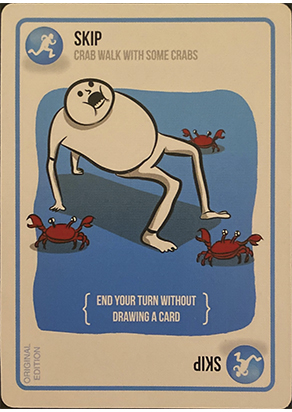 SKIP
CRAB WALK WITH SOME CRABS
END YOUR TURN WITHOUT
DRAWING A CARD
ORIGINAL
EDITION
SKIP